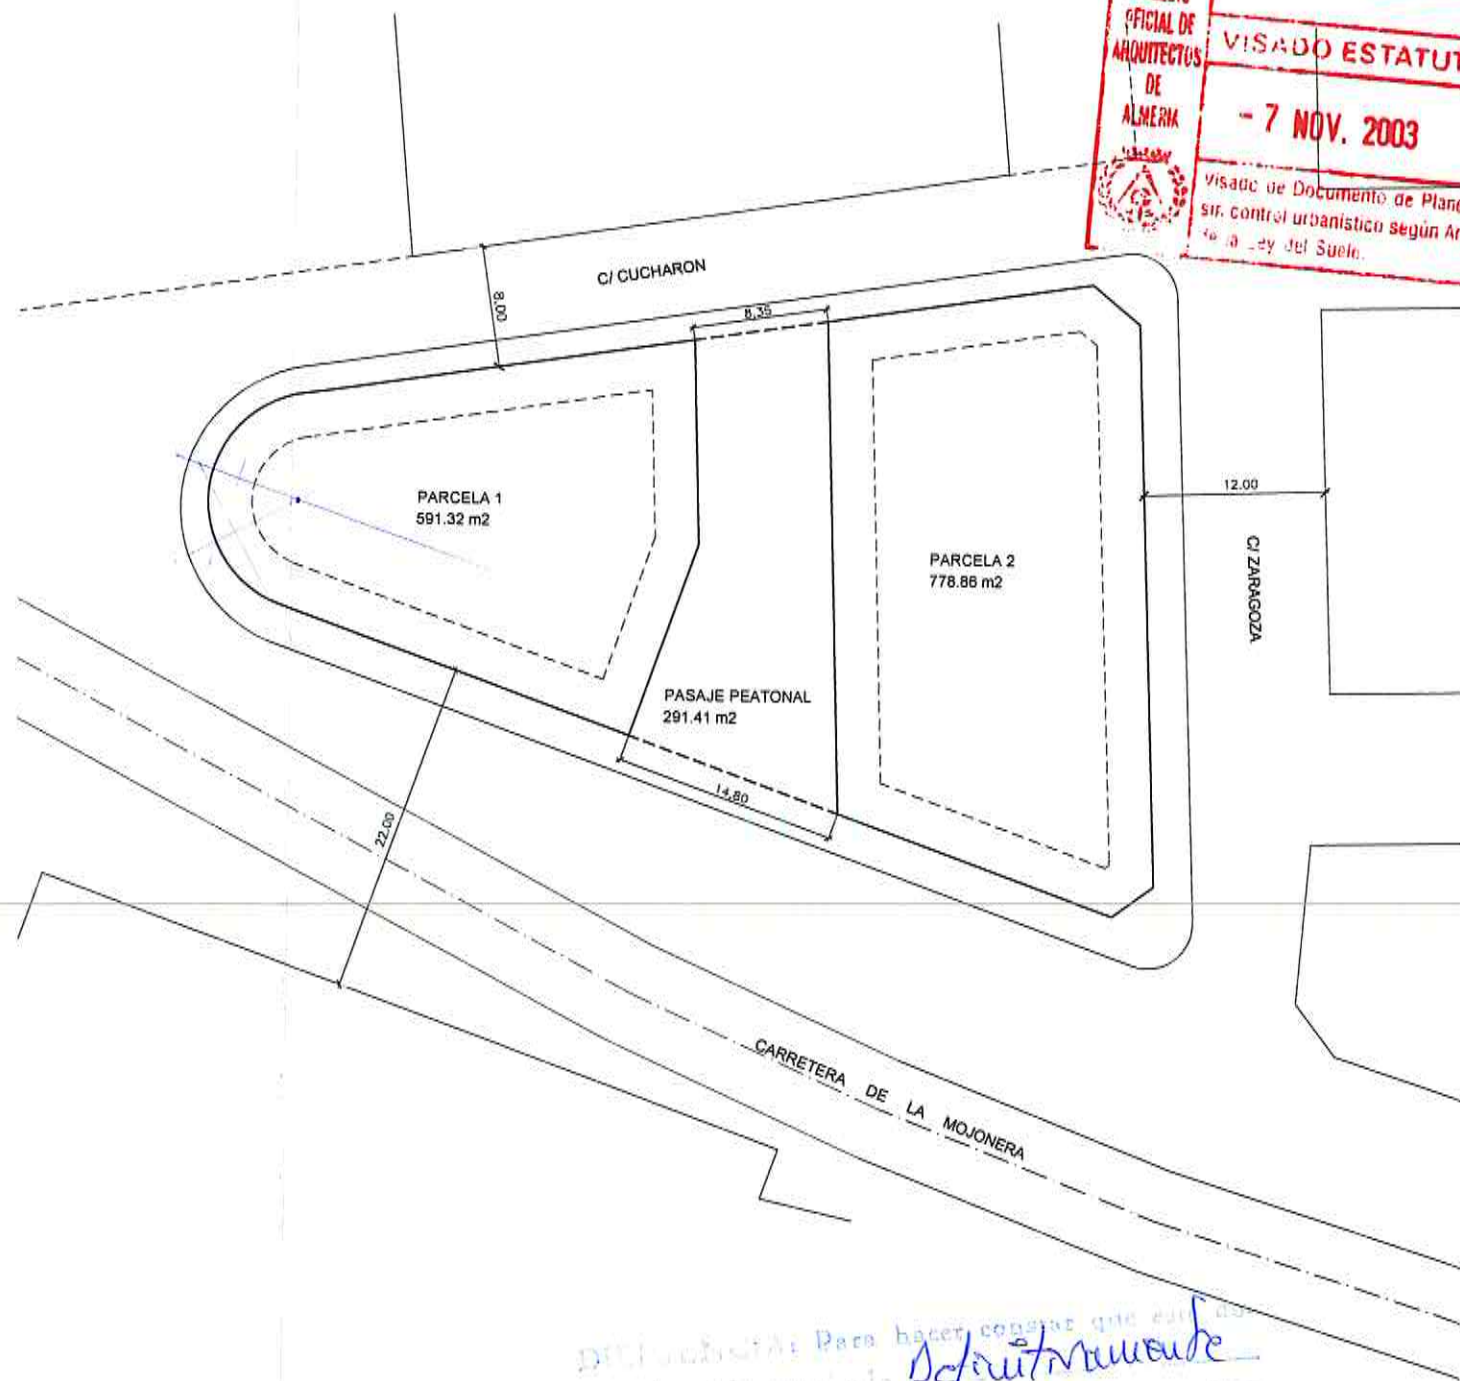 OFICIAL DE
ARQUITECTOS
DE
ALMERIA
VISADO ESTATUT
- 7 NOV. 2003
Visado de Documento de Plan
sin control urbanístico según Ar
la Ley del Suelo.
C/ CUCHARON
8.00
8,35
PARCELA 1
591.32 m2
PARCELA 2
778.86 m2
12.00
C/ ZARAGOZA
PASAJE PEATONAL
291.41 m2
14,80
22.00
CARRETERA DE LA MOJONERA
Para hacer constar que
Definitivamente